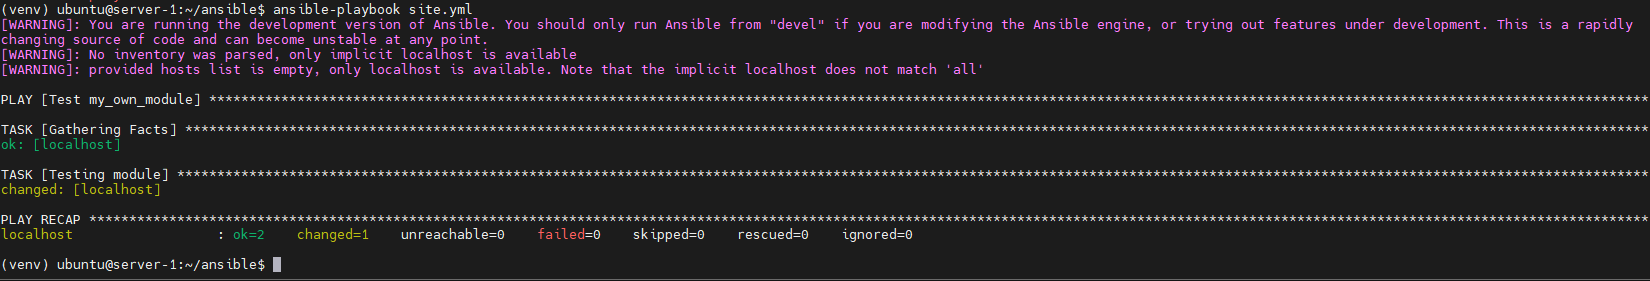 (venv) ubuntu@server-1:~/ansible$ ansible-playbook site.yml
[WARNING]: You are running the development version of Ansible. You should only run Ansible from "devel" if you are modifying the Ansible engine, or trying out features under development. This is a rapidly
changing source of code and can become unstable at any point.
[WARNING]: No inventory was parsed, only implicit localhost is available
[WARNING]: provided hosts list is empty, only localhost is available. Note that the implicit localhost does not match 'all'
PLAY [Test my_own_module] ************************************************************************************************************************************************************************************
TASK [Gathering Facts] ***************************************************************************************************************************************************************************************
ok: [localhost]
TASK [Testing module] ****************************************************************************************************************************************************************************************
changed: [localhost]
PLAY RECAP ***************************************************************************************************************************************************************************************************
localhost                  : ok=2    changed=1    unreachable=0    failed=0    skipped=0    rescued=0    ignored=0
(venv) ubuntu@server-1:~/ansible$